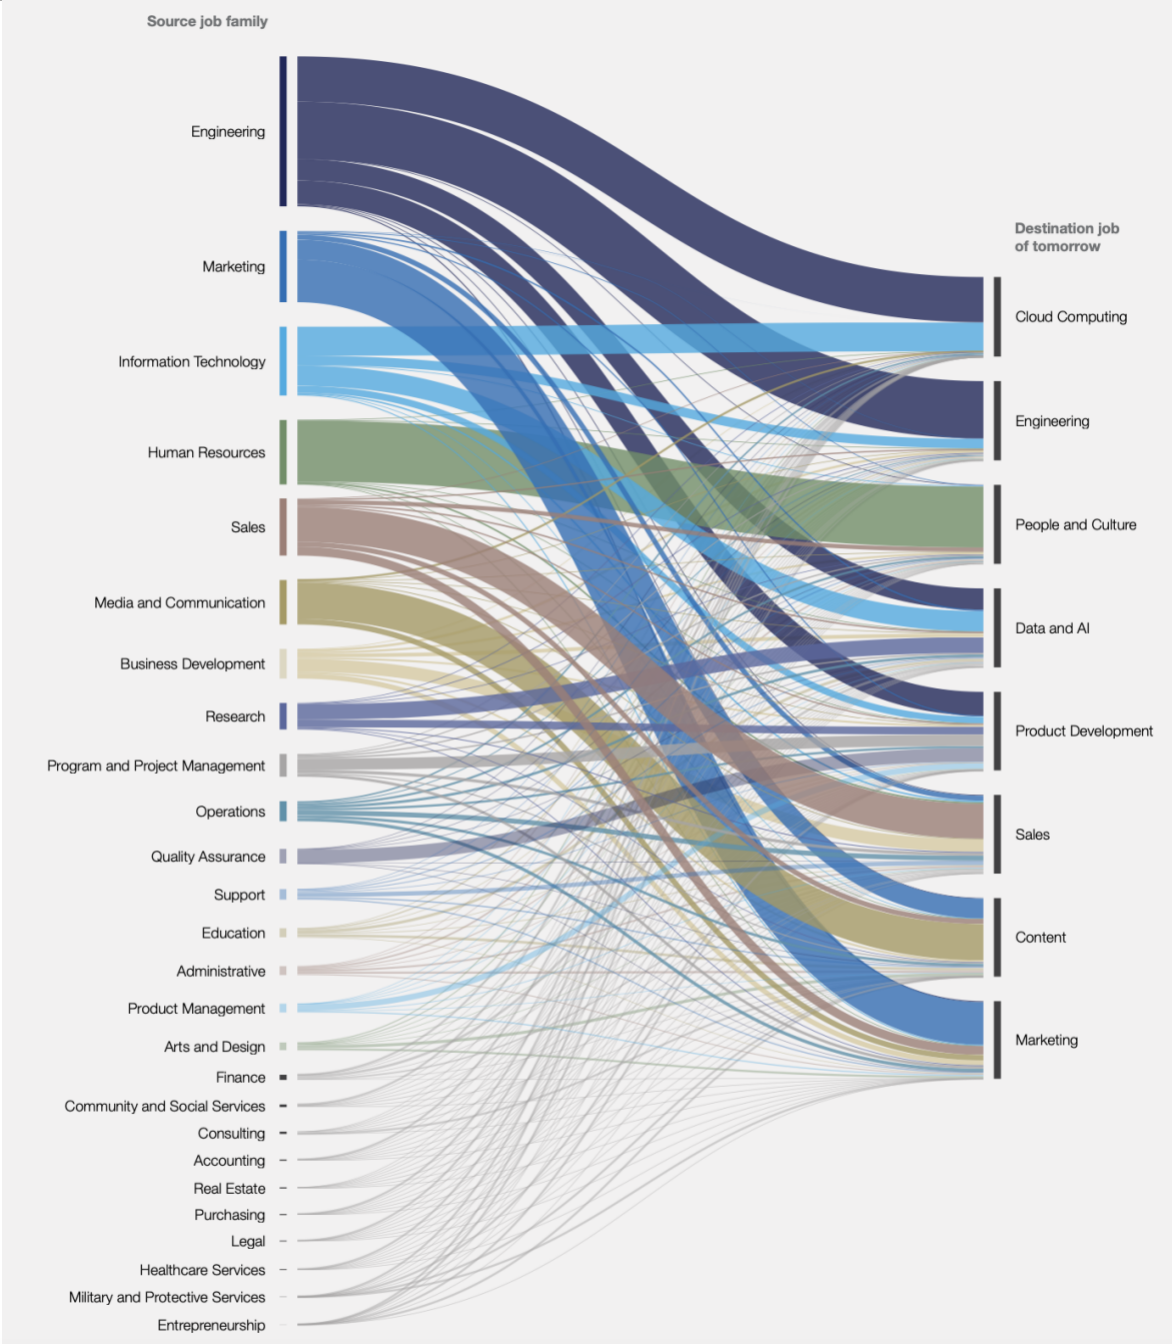 Source job family
Engineering
Marketing
Information Technology
Human Resources
Sales
Media and Communication
Business Development
Research
Program and Project Management
Operations
Quality Assurance
Support
Education
Administrative
Product Management
Arts and Design
Finance
Community and Social Services
Consulting
Accounting
Real Estate
Purchasing
Legal
Healthcare Services
Military and Protective Services
Entrepreneurship
Destination job
of tomorrow
Cloud Computing
Engineering
People and Culture
Data and AI
Product Development
Sales
Content
Marketing